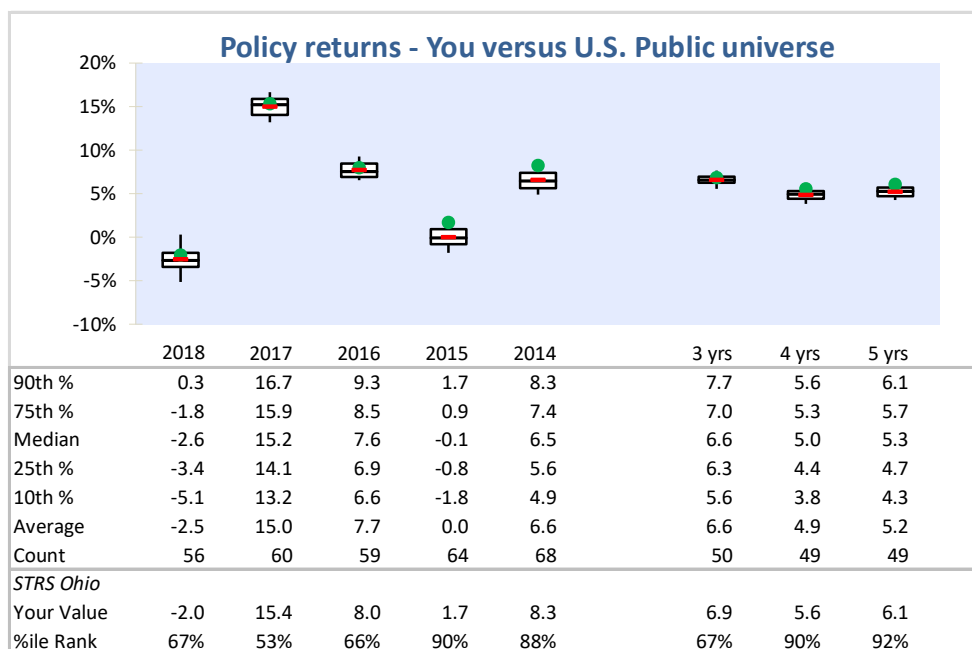 Policy returns - You versus U.S. Public universe
20%
15%
10%
5%
0%
-5%
-10%
2018 2017 2016 2015 2014 3 yrs 4 yrs 5 yrs
90th % 0.3 16.7 9.3 1.7 8.3 7.7 5.6 6.1
75th % -1.8 15.9 8.5 0.9 7.4 7.0 5.3 5.7
Median -2.6 15.2 7.6 -0.1 6.5 6.6 5.0 5.3
25th % -3.4 14.1 6.9 -0.8 5.6 6.3 4.4 4.7
10th % -5.1 13.2 6.6 -1.8 4.9 5.6 3.8 4.3
Average -2.5 15.0 7.7 0.0 6.6 6.6 4.9 5.2
Count 56 60 59 64 68 50 49 49
STRS Ohio
Your Value -2.0 15.4 8.0 1.7 8.3 6.9 5.6 6.1
%ile Rank 67% 53% 66% 90% 88% 67% 90% 92%